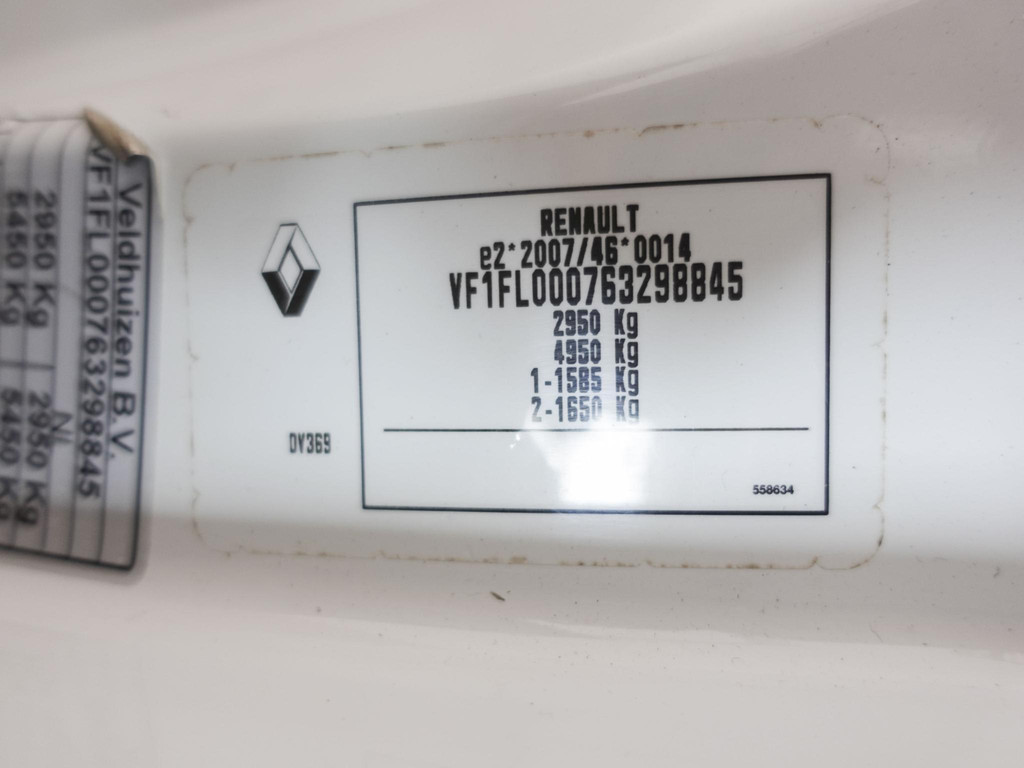 Veldhuizen B.V.
VF1FL000763298845
NL
2950 Kg 2950 Kg
5450 Kg 5450 Kg
RENAULT
e2*2007/46*0014
VF1FL000763298845
2950 Kg
4950 Kg
1-1585 Kg
2-1650 Kg
DV369
558634